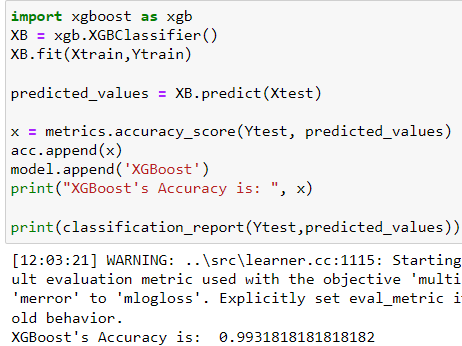 import xgboost as xgb
XB = xgb.XGBClassifier()
XB.fit(Xtrain,Ytrain)
predicted_values = XB.predict(Xtest)
x = metrics.accuracy_score(Ytest, predicted_values)
acc.append(x)
model.append('XGBoost')
print("XGBoost's Accuracy is: ", x)
print(classification_report(Ytest,predicted_values))
[12:03:21] WARNING: ..\src\learner.cc:1115: Starting
ult evaluation metric used with the objective 'multi
'merror' to 'mlogloss'. Explicitly set eval_metric i
old behavior.
XGBoost's Accuracy is:  0.9931818181818182